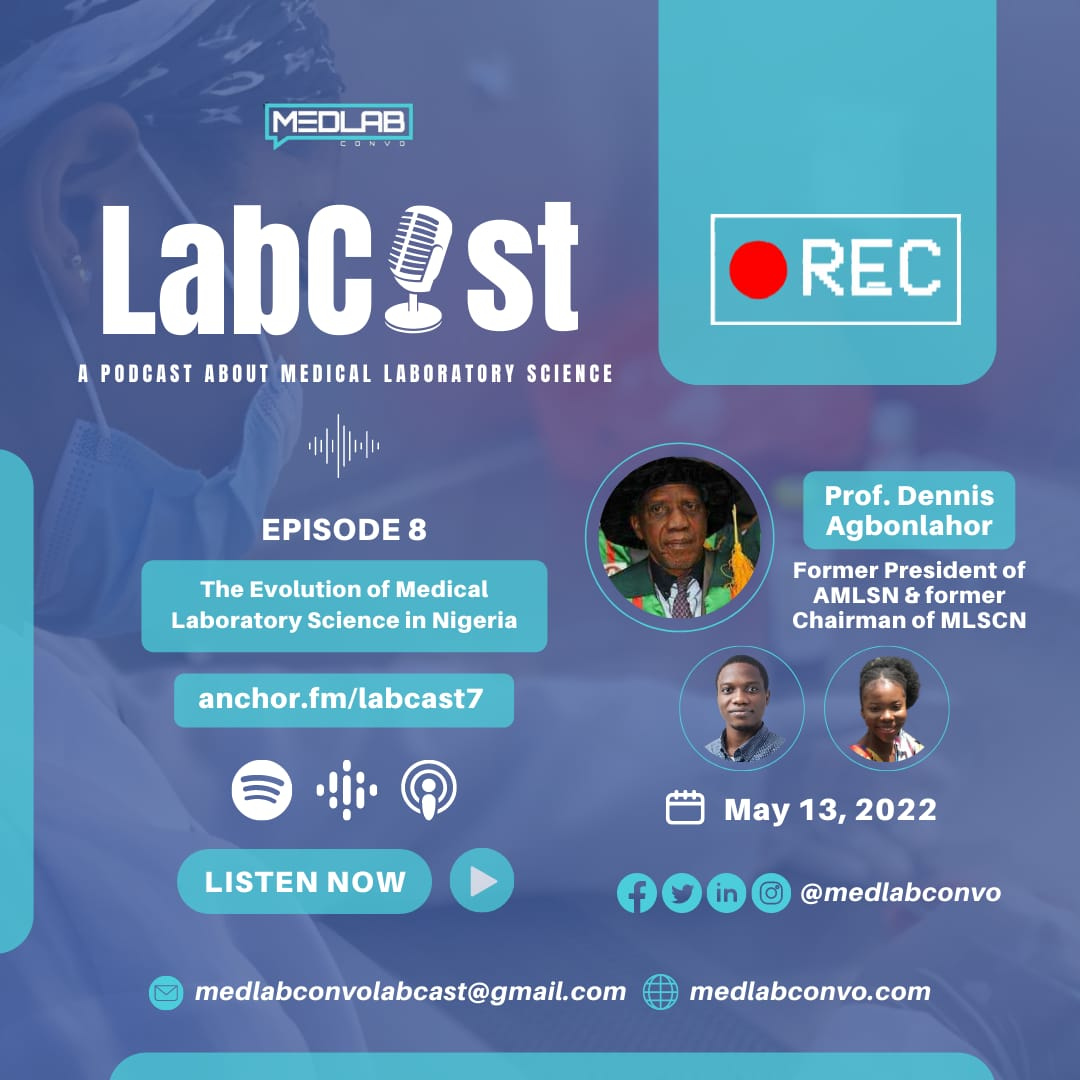 MEDLAB
CONVO
LabCast
A PODCAST ABOUT MEDICAL LABORATORY SCIENCE
REC
EPISODE 8
The Evolution of Medical
Laboratory Science in Nigeria
anchor.fm/labcast7
LISTEN NOW
Prof. Dennis
Agbonlahor
Former President of
AMLSN & former
Chairman of MLSCN
May 13, 2022
@medlabconvo
medlabconvolabcast@gmail.com
medlabconvo.com